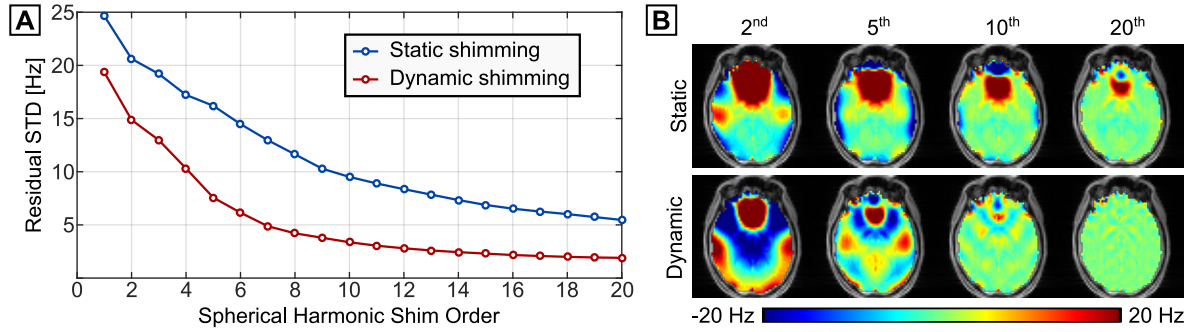 A
Residual STD [Hz]
25
20
15
10
5
0
0 2 4 6 8 10 12 14 16 18 20
Spherical Harmonic Shim Order
Static shimming
Dynamic shimming
B
2nd 5th 10th 20th
Static
Dynamic
-20 Hz 20 Hz